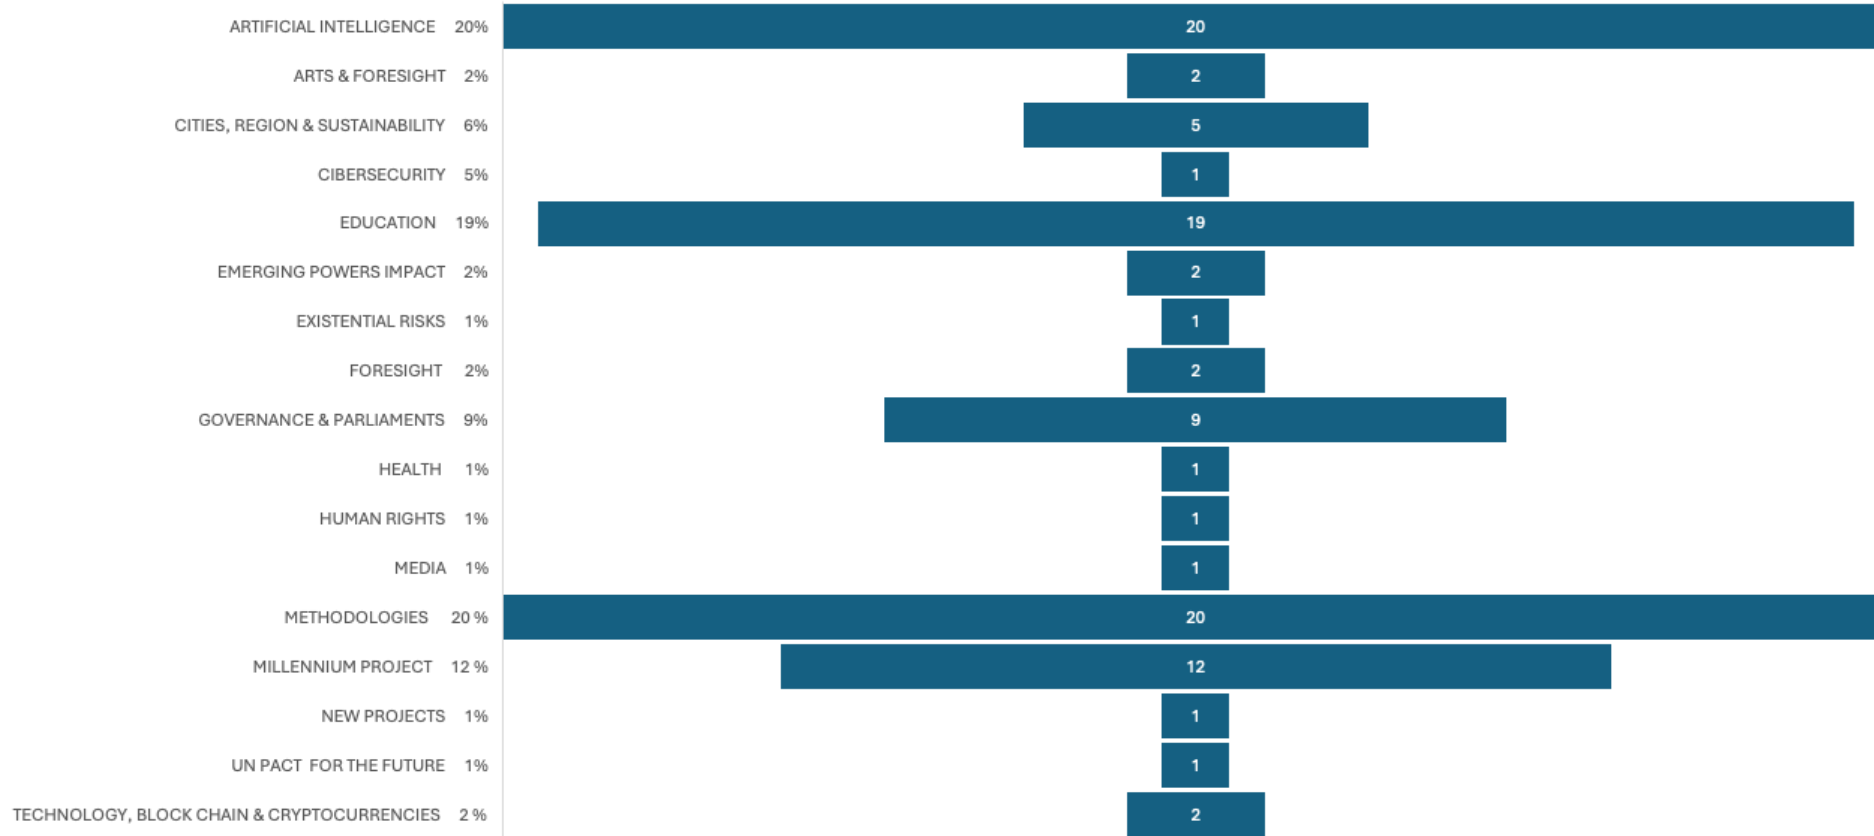 ARTIFICIAL INTELLIGENCE 20% 20
ARTS & FORESIGHT 2% 2
CITIES, REGION & SUSTAINABILITY 6% 5
CIBERSECURITY 5% 1
EDUCATION 19% 19
EMERGING POWERS IMPACT 2% 2
EXISTENTIAL RISKS 1% 1
FORESIGHT 2% 2
GOVERNANCE & PARLIAMENTS 9% 9
HEALTH 1% 1
HUMAN RIGHTS 1% 1
MEDIA 1% 1
METHODOLOGIES 20 % 20
MILLENNIUM PROJECT 12 % 12
NEW PROJECTS 1% 1
UN PACT FOR THE FUTURE 1% 1
TECHNOLOGY, BLOCK CHAIN & CRYPTOCURRENCIES 2 % 2